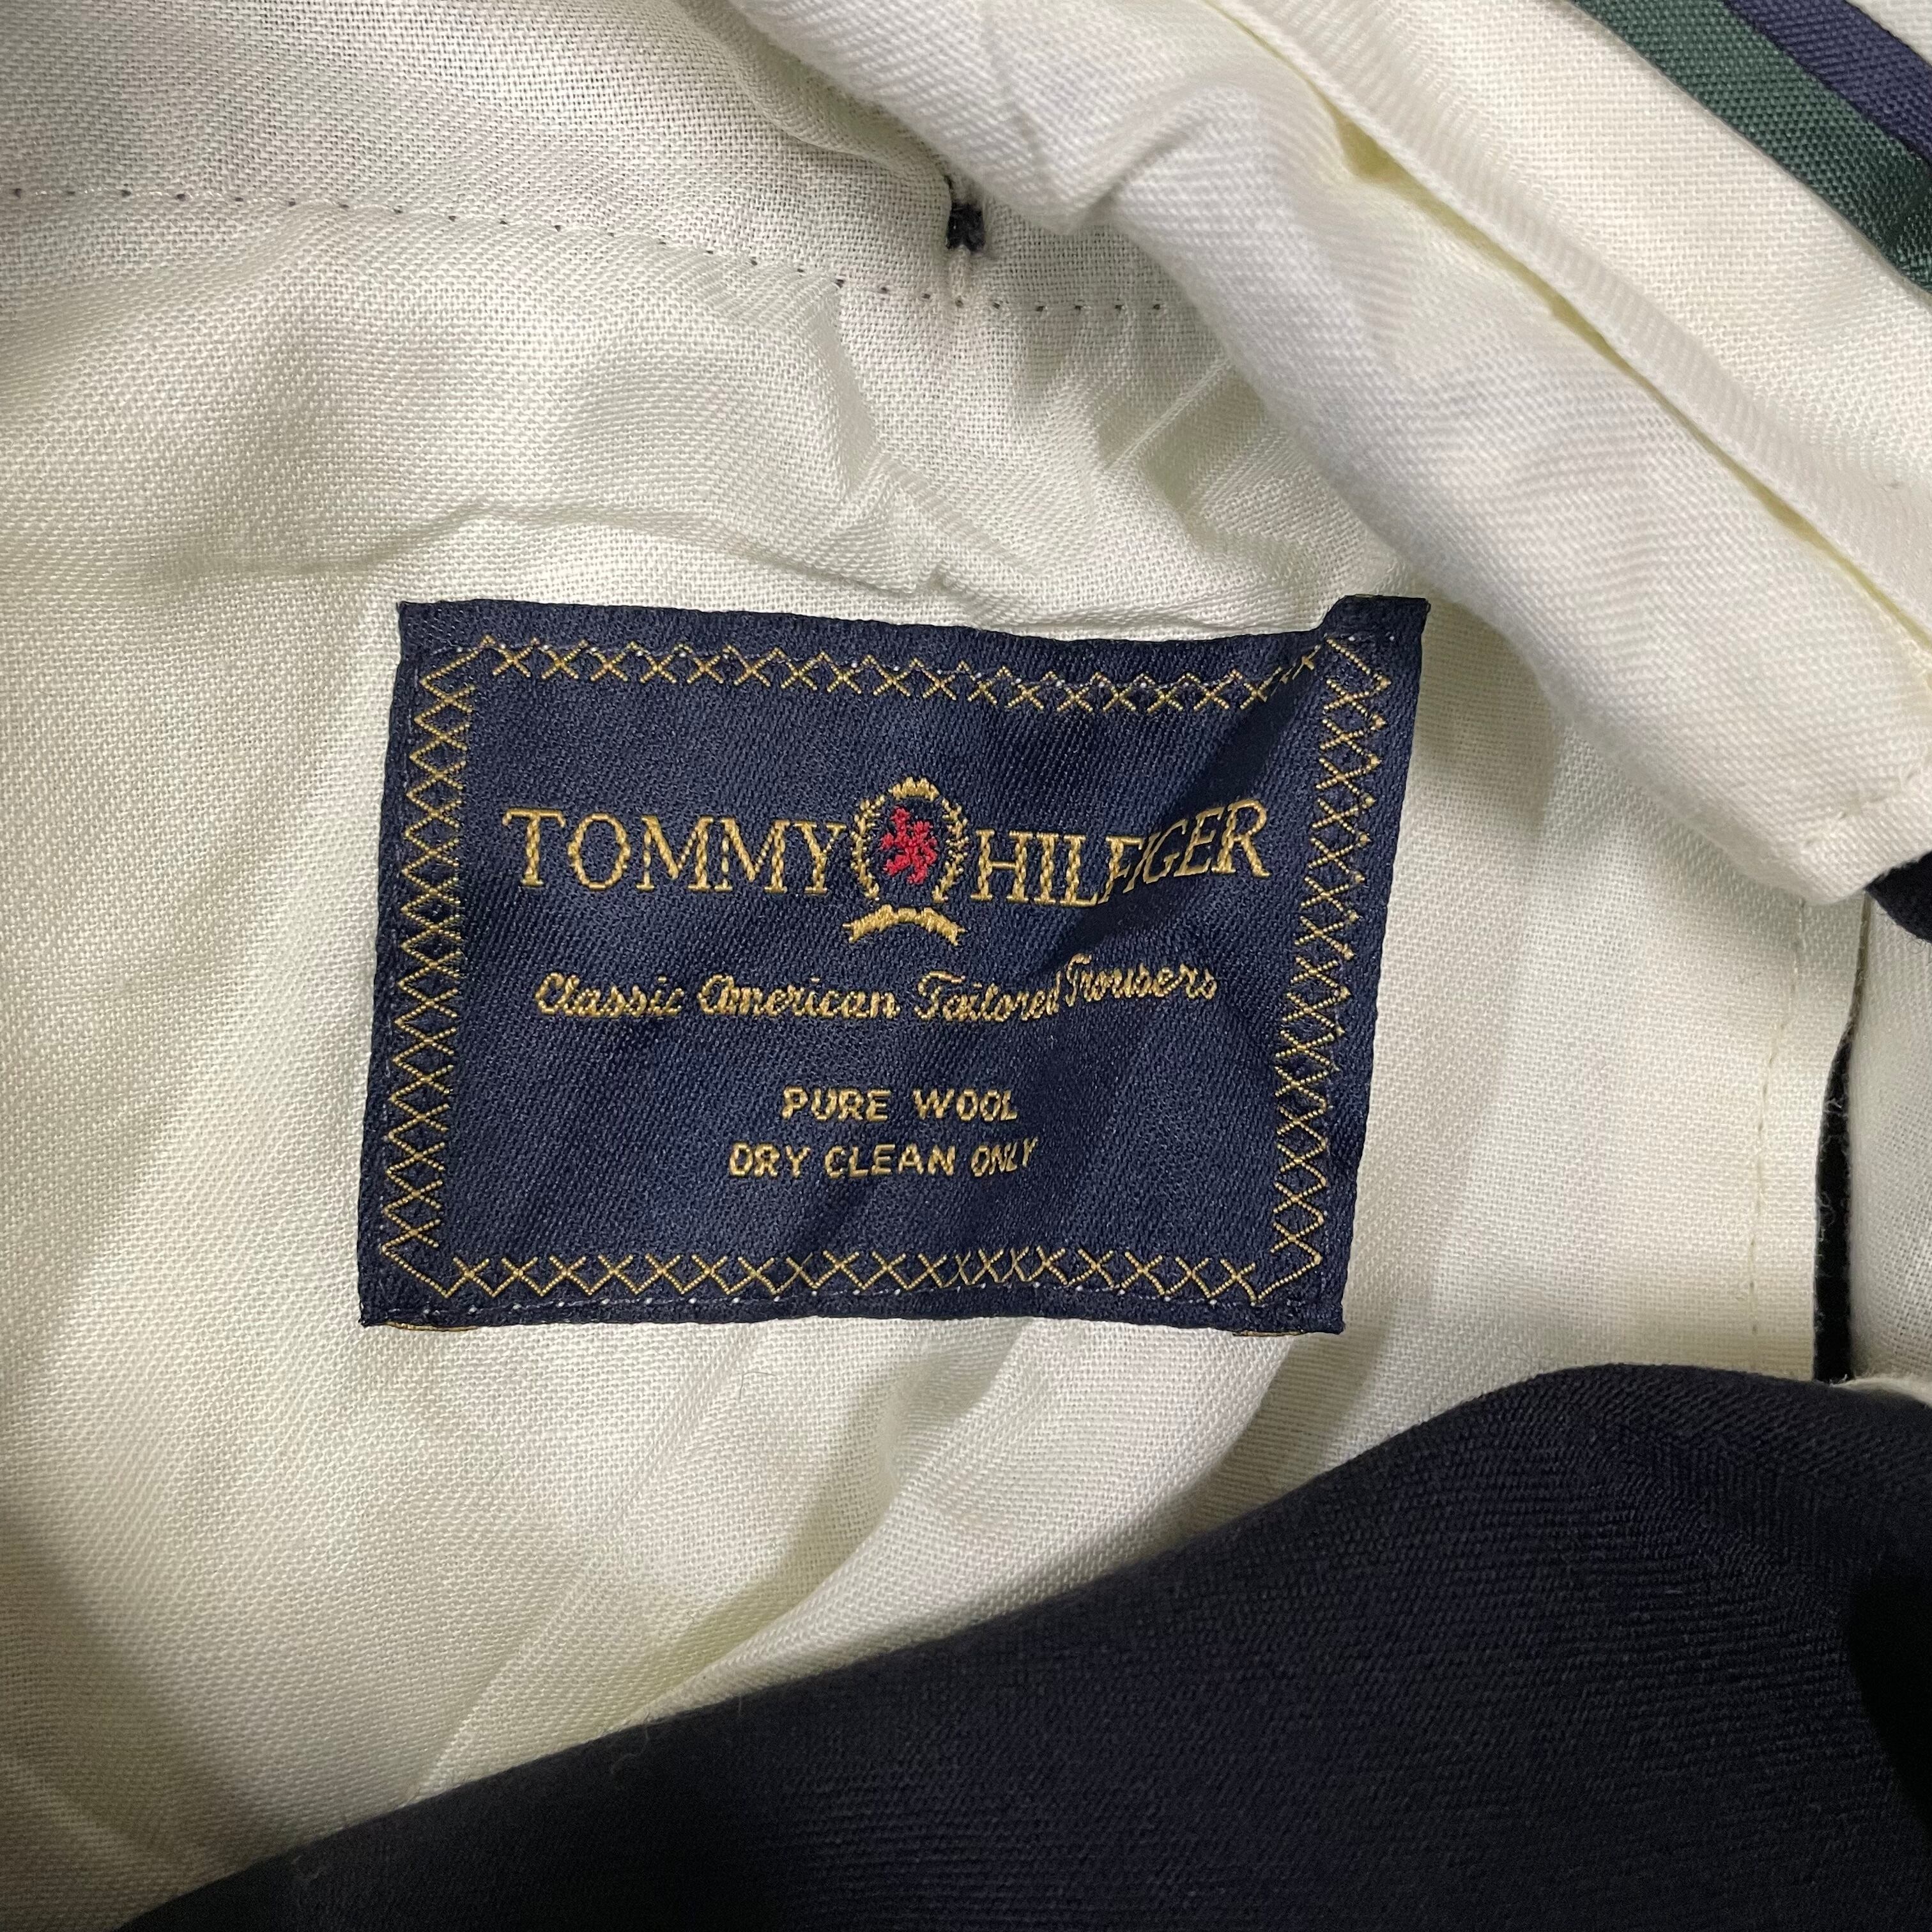 TOMMY HILFIGER
Classic American Tailored Trousers
PURE WOOL
DRY CLEAN ONLY